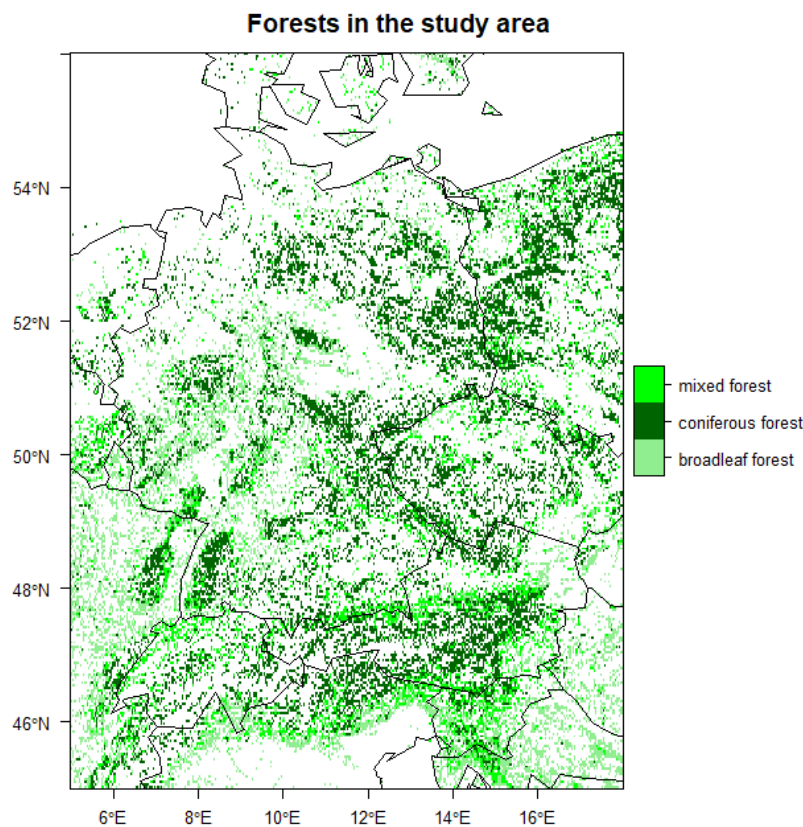 Forests in the study area
54°N
52°N
50°N
48°N
46°N
mixed forest
coniferous forest
broadleaf forest
6°E
8°E
10°E
12°E
14°E
16°E